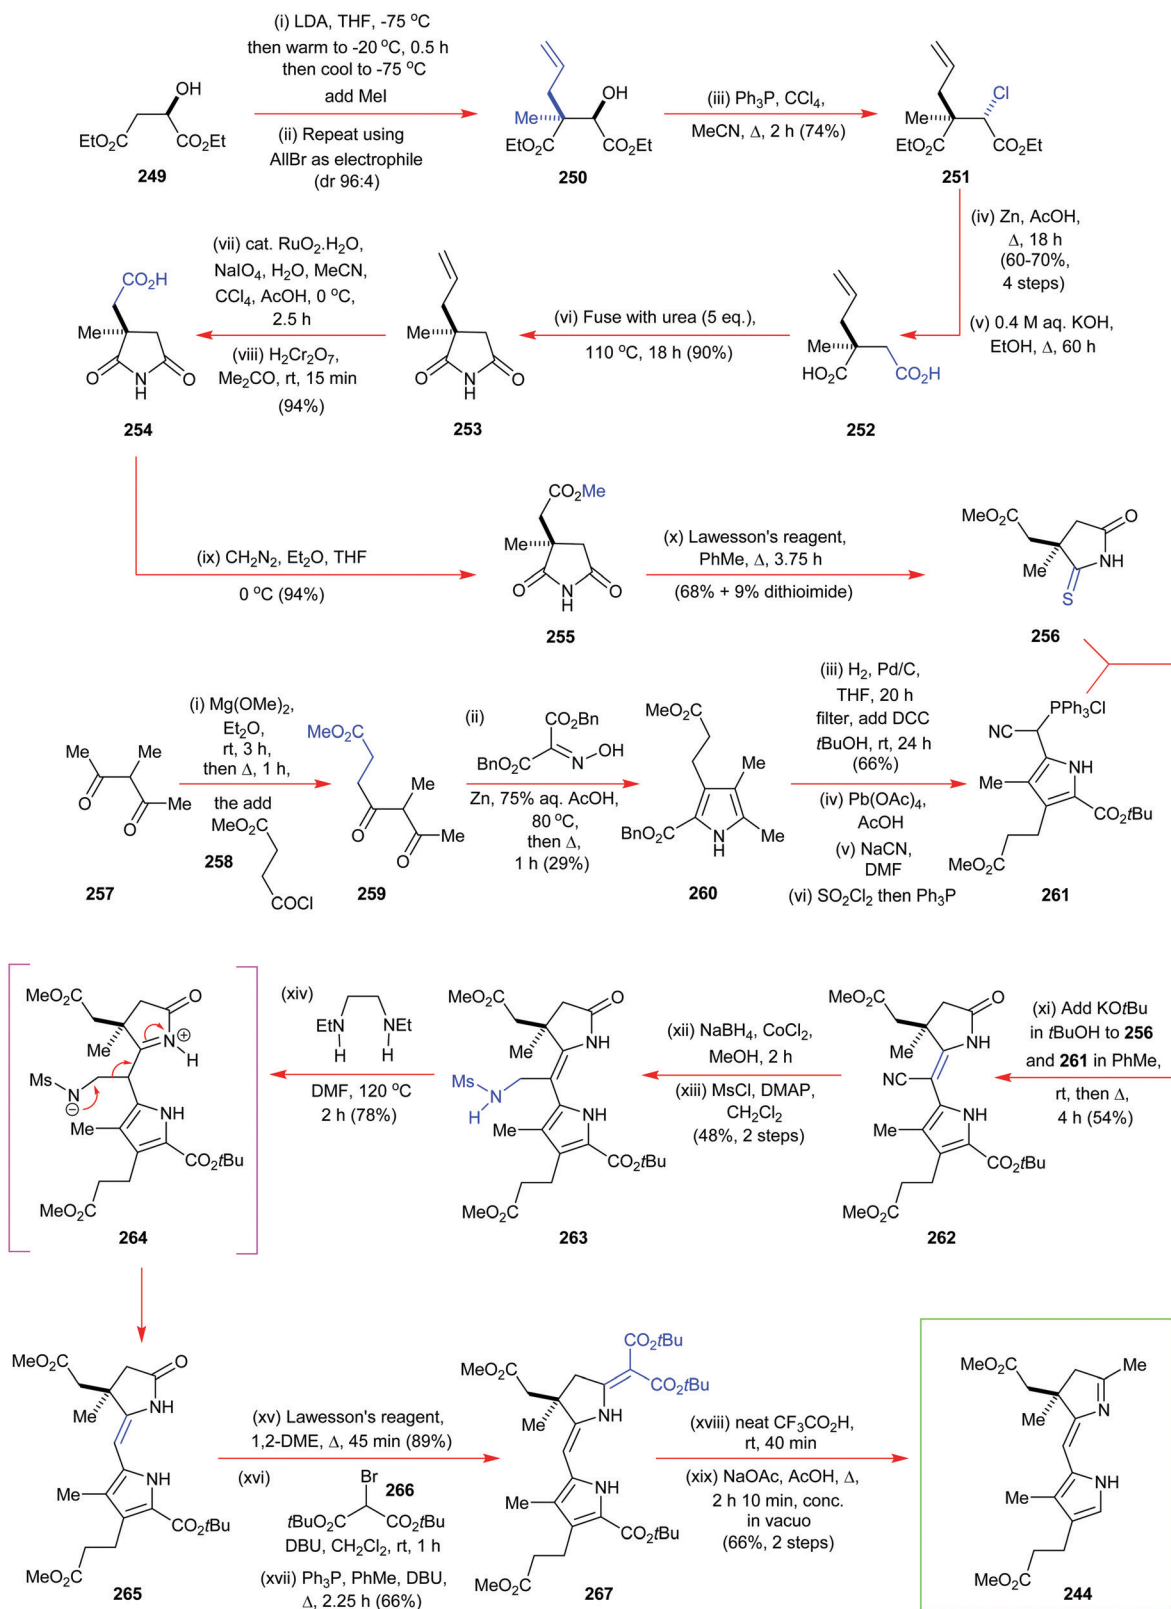 (i) LDA, THF, -75 °C
then warm to -20 °C, 0.5 h
then cool to -75 °C
add MeI
(ii) Repeat using
AllBr as electrophile
(dr 96:4)
OH
EtO2C CO2Et
249
Me OH
EtO2C CO2Et
250
(iii) Ph3P, CCl4,
MeCN, Δ, 2 h (74%)
Cl
Me
EtO2C CO2Et
251
(iv) Zn, AcOH,
Δ, 18 h
(60-70%,
4 steps)
(v) 0.4 M aq. KOH,
EtOH, Δ, 60 h
Me
HO2C CO2H
252
(vi) Fuse with urea (5 eq.),
110 °C, 18 h (90%)
Me
O N H O
253
(vii) cat. RuO2.H2O,
NaIO4, H2O, MeCN,
CCl4, AcOH, 0 °C,
2.5 h
(viii) H2Cr2O7,
Me2CO, rt, 15 min
(94%)
CO2H
Me
O N H O
254
(ix) CH2N2, Et2O, THF
0 °C (94%)
CO2Me
Me
O N H O
255
(x) Lawesson's reagent,
PhMe, Δ, 3.75 h
(68% + 9% dithioimide)
MeO2C O
Me NH
S
256
Me Me
O Me
O
257
(i) Mg(OMe)2,
Et2O,
rt, 3 h,
then Δ, 1 h,
the add
MeO2C
258
COCl
MeO2C
Me
O Me
O
259
(ii)
CO2Bn
BnO2C N OH
Zn, 75% aq. AcOH,
80 °C,
then Δ,
1 h (29%)
MeO2C
Me
BnO2C N H Me
260
(iii) H2, Pd/C,
THF, 20 h
filter, add DCC
tBuOH, rt, 24 h
(66%)
(iv) Pb(OAc)4,
AcOH
(v) NaCN,
DMF
(vi) SO2Cl2 then Ph3P
PPh3Cl
NC
NH
Me
CO2tBu
MeO2C
261
(xi) Add KOtBu
in tBuOH to 256
and 261 in PhMe,
rt, then Δ,
4 h (54%)
MeO2C O
Me NH
NC
NH
Me
CO2tBu
MeO2C
262
(xii) NaBH4, CoCl2,
MeOH, 2 h
(xiii) MsCl, DMAP,
CH2Cl2
(48%, 2 steps)
MeO2C O
Me NH
Ms N
H
NH
Me
CO2tBu
MeO2C
263
(xiv)
EtN NEt
H H
DMF, 120 °C
2 h (78%)
MeO2C O
Me N ⊕
H
Ms N
⊖
NH
Me
CO2tBu
MeO2C
264
MeO2C O
Me NH
NH
Me
CO2tBu
MeO2C
265
(xv) Lawesson's reagent,
1,2-DME, Δ, 45 min (89%)
(xvi)
Br 266
tBuO2C CO2tBu
DBU, CH2Cl2, rt, 1 h
(xvii) Ph3P, PhMe, DBU,
Δ, 2.25 h (66%)
CO2tBu
MeO2C
CO2tBu
Me NH
NH
Me
CO2tBu
MeO2C
267
(xviii) neat CF3CO2H,
rt, 40 min
(xix) NaOAc, AcOH, Δ,
2 h 10 min, conc.
in vacuo
(66%, 2 steps)
MeO2C Me
Me N
NH
Me
MeO2C
244